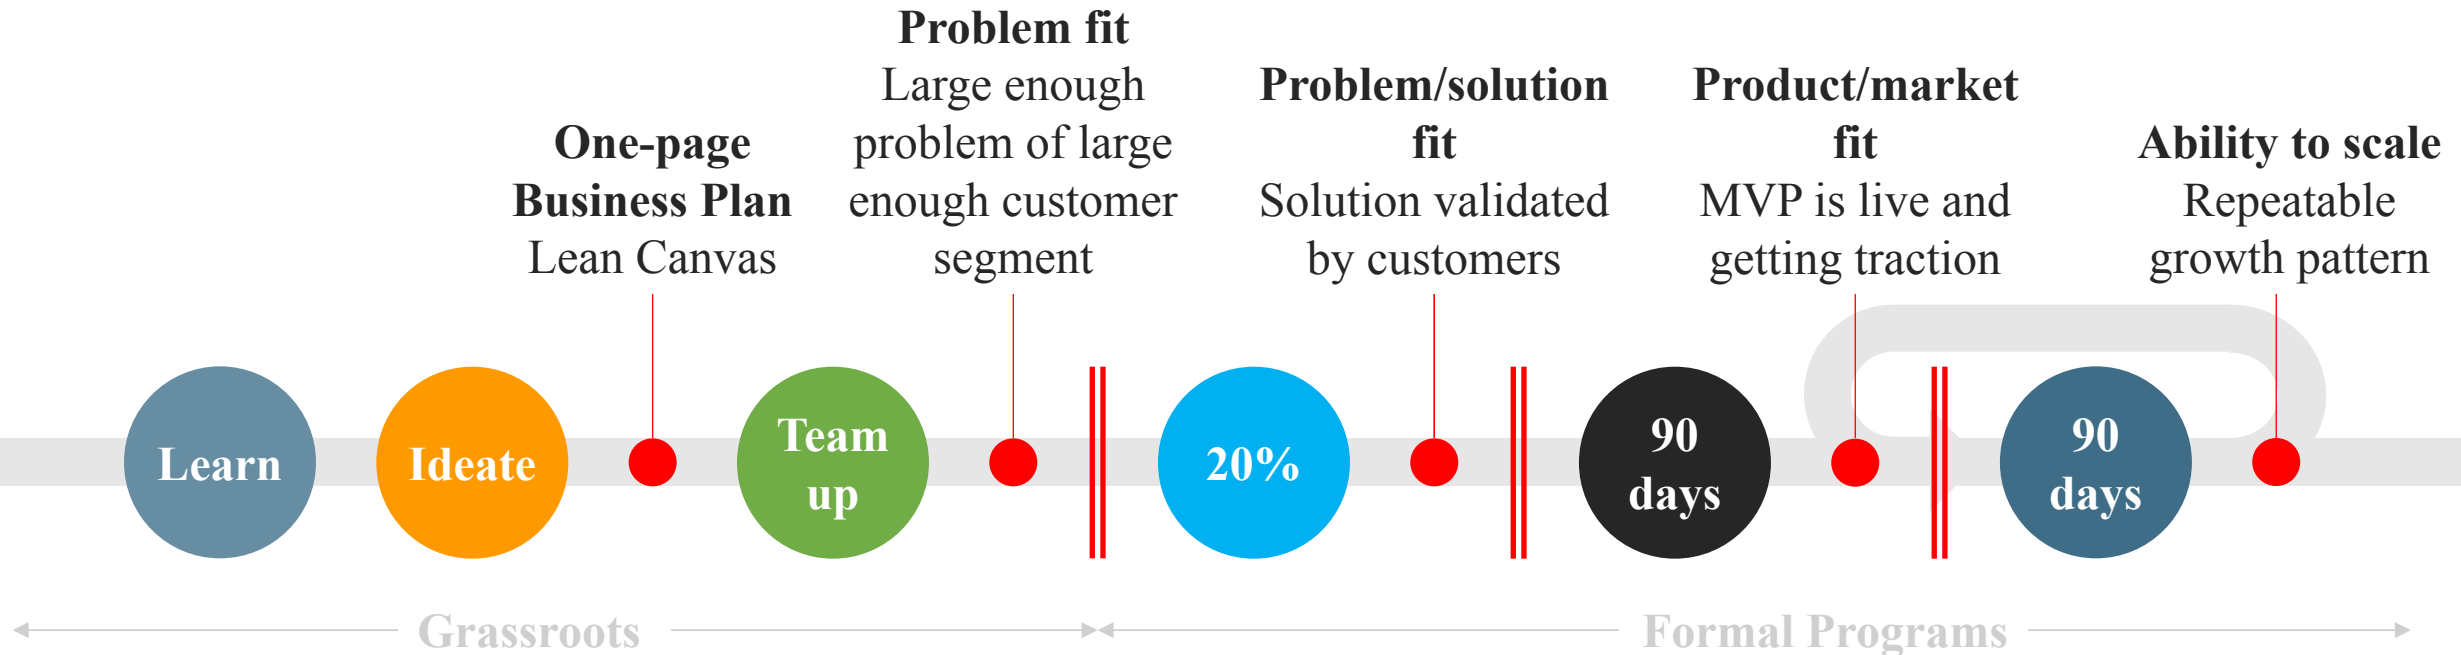 One-page
Business Plan
Lean Canvas
Problem fit
Large enough
problem of large
enough customer
segment
Problem/solution
fit
Solution validated
by customers
Product/market
fit
MVP is live and
getting traction
Ability to scale
Repeatable
growth pattern
Learn
Ideate
Team
up
20%
90
days
90
days
Grassroots
Formal Programs